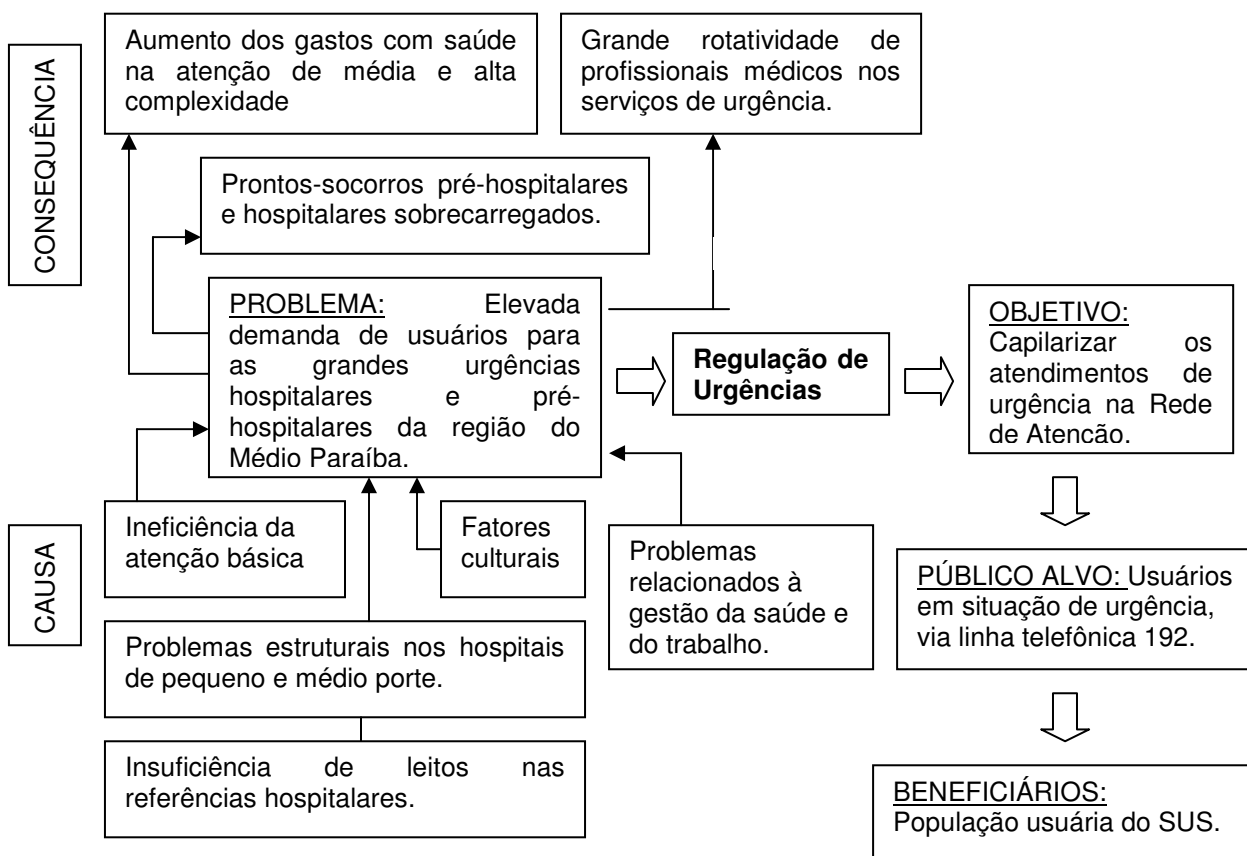 CONSEQUÊNCIA
Aumento dos gastos com saúde
na atenção de média e alta
complexidade
Grande rotatividade de
profissionais médicos nos
serviços de urgência.
Prontos-socorros pré-hospitalares
e hospitalares sobrecarregados.
PROBLEMA: Elevada
demanda de usuários para
as grandes urgências
hospitalares e pré-
hospitalares da região do
Médio Paraíba.
Regulação de
Urgências
OBJETIVO:
Capilarizar os
atendimentos de
urgência na Rede
de Atenção.
CAUSA
Ineficiência da
atenção básica
Fatores
culturais
Problemas
relacionados à
gestão da saúde e
do trabalho.
PÚBLICO ALVO: Usuários
em situação de urgência,
via linha telefônica 192.
Problemas estruturais nos hospitais
de pequeno e médio porte.
Insuficiência de leitos nas
referências hospitalares.
BENEFICIÁRIOS:
População usuária do SUS.